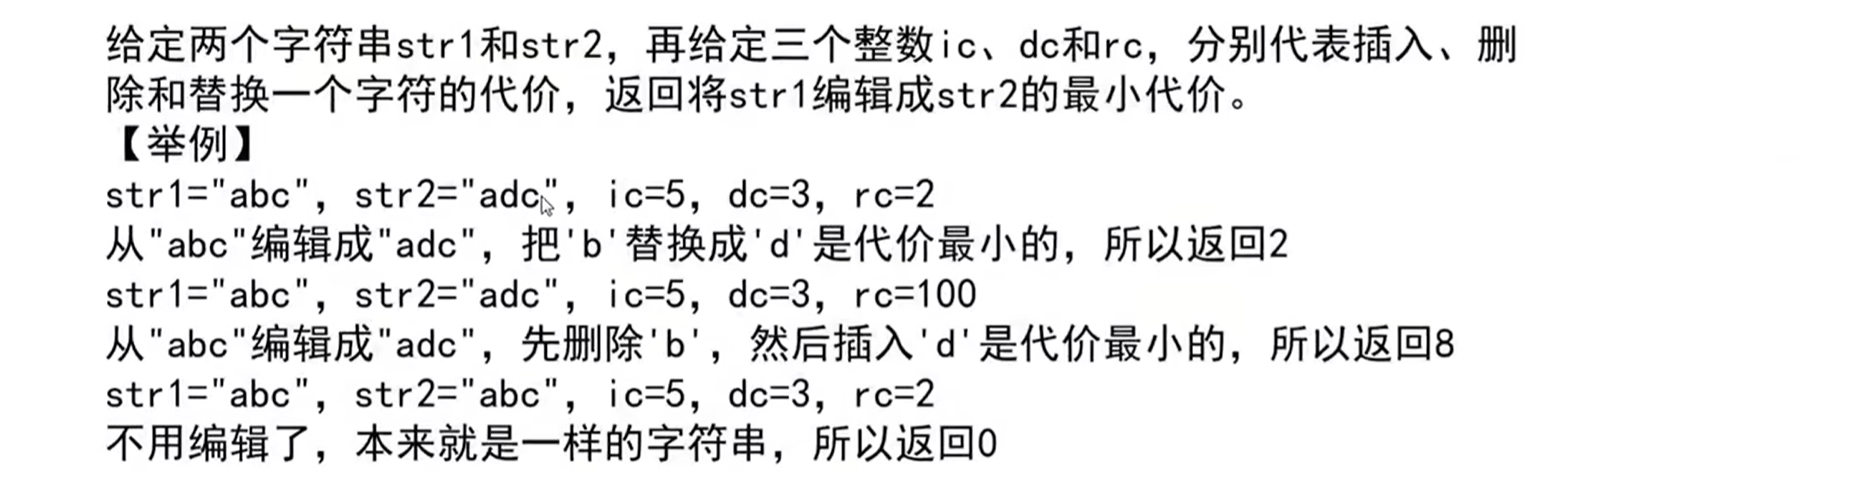 给定两个字符串str1和str2，再给定三个整数ic、dc和rc，分别代表插入、删
除和替换一个字符的代价，返回将str1编辑成str2的最小代价。
【举例】
str1="abc"，str2="adc"，ic=5，dc=3，rc=2
从"abc"编辑成"adc"，把'b'替换成'd'是代价最小的，所以返回2
str1="abc"，str2="adc"，ic=5，dc=3，rc=100
从"abc"编辑成"adc"，先删除'b'，然后插入'd'是代价最小的，所以返回8
str1="abc"，str2="abc"，ic=5，dc=3，rc=2
不用编辑了，本来就是一样的字符串，所以返回0